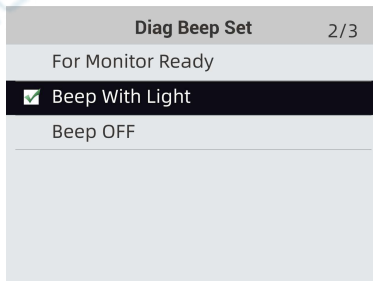 Diag Beep Set 2/3
For Monitor Ready
Beep With Light
Beep OFF